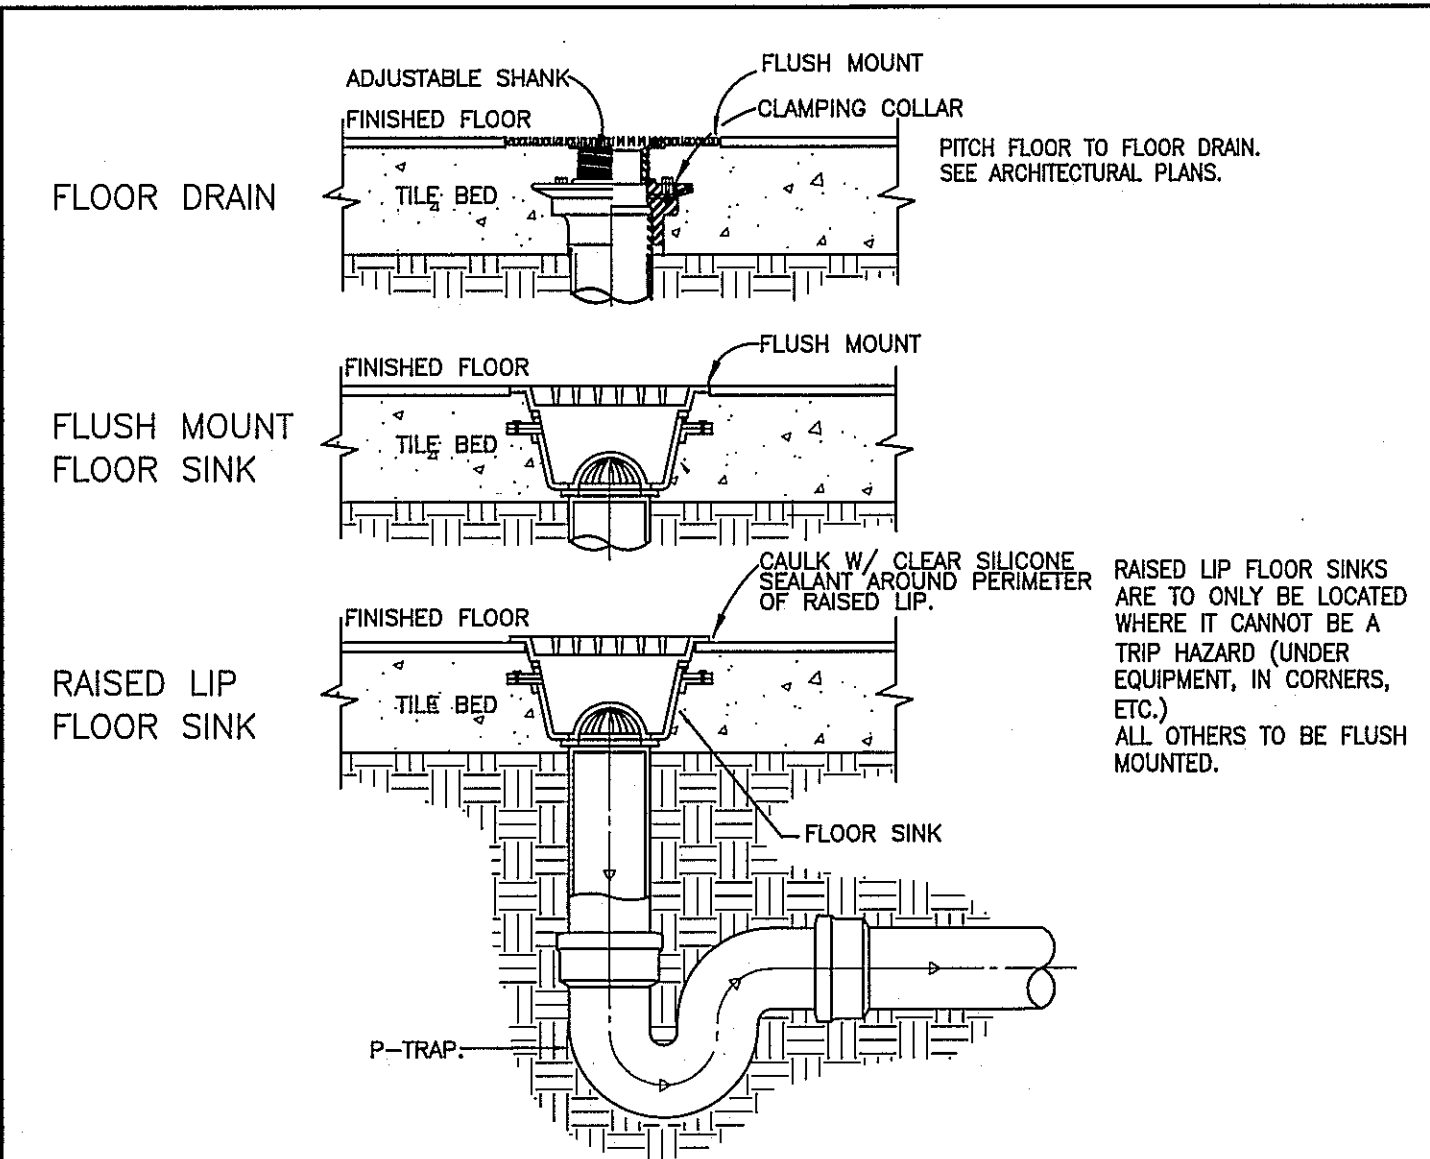 ADJUSTABLE SHANK
FLUSH MOUNT
CLAMPING COLLAR
FINISHED FLOOR
FLOOR DRAIN
TILE BED
PITCH FLOOR TO FLOOR DRAIN.
SEE ARCHITECTURAL PLANS.
FLUSH MOUNT
FINISHED FLOOR
FLUSH MOUNT
FLOOR SINK
TILE BED
CAULK W/ CLEAR SILICONE
SEALANT AROUND PERIMETER
OF RAISED LIP.
FINISHED FLOOR
RAISED LIP
FLOOR SINK
TILE BED
RAISED LIP FLOOR SINKS
ARE TO ONLY BE LOCATED
WHERE IT CANNOT BE A
TRIP HAZARD (UNDER
EQUIPMENT, IN CORNERS,
ETC.)
ALL OTHERS TO BE FLUSH
MOUNTED.
FLOOR SINK
P-TRAP.